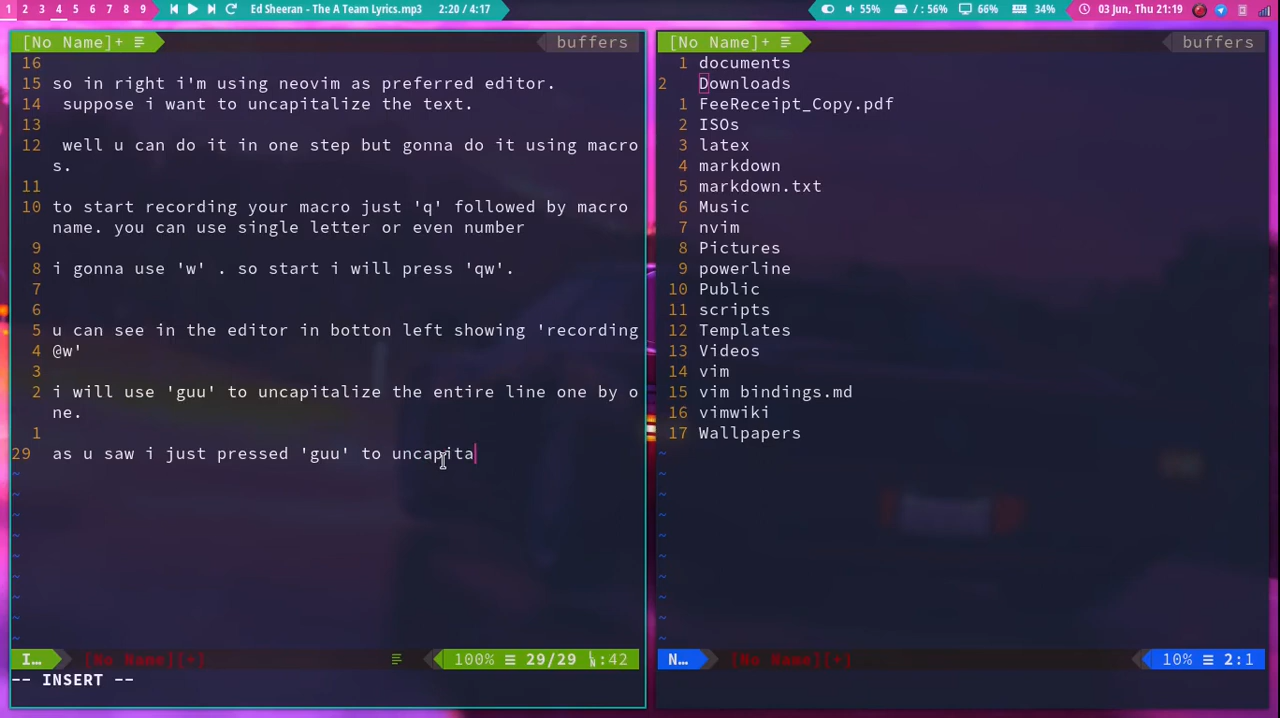 1 2 3 4 5 6 7 8 9 Ed Sheeran - The A Team Lyrics.mp3 2:20 / 4:17 55% / : 56% 66% 34% 03 Jun, Thu 21:19
[No Name]+ buffers
16
15 so in right i'm using neovim as preferred editor.
14 suppose i want to uncapitalize the text.
13
12 well u can do it in one step but gonna do it using macro
s.
11
10 to start recording your macro just 'q' followed by macro
name. you can use single letter or even number
9
8 i gonna use 'w' . so start i will press 'qw'.
7
6
5 u can see in the editor in botton left showing 'recording
4 @w'
3
2 i will use 'guu' to uncapitalize the entire line one by o
ne.
1
29 as u saw i just pressed 'guu' to uncapita
~
~
~
~
~
~
~
~
~
I... [No Name][+] 100% 29/29 :42
-- INSERT --
[No Name]+ buffers
1 documents
2 Downloads
1 FeeReceipt_Copy.pdf
2 ISOs
3 latex
4 markdown
5 markdown.txt
6 Music
7 nvim
8 Pictures
9 powerline
10 Public
11 scripts
12 Templates
13 Videos
14 vim
15 vim bindings.md
16 vimwiki
17 Wallpapers
~
~
~
~
~
~
~
~
~
~
N... [No Name][+] 10% 2:1